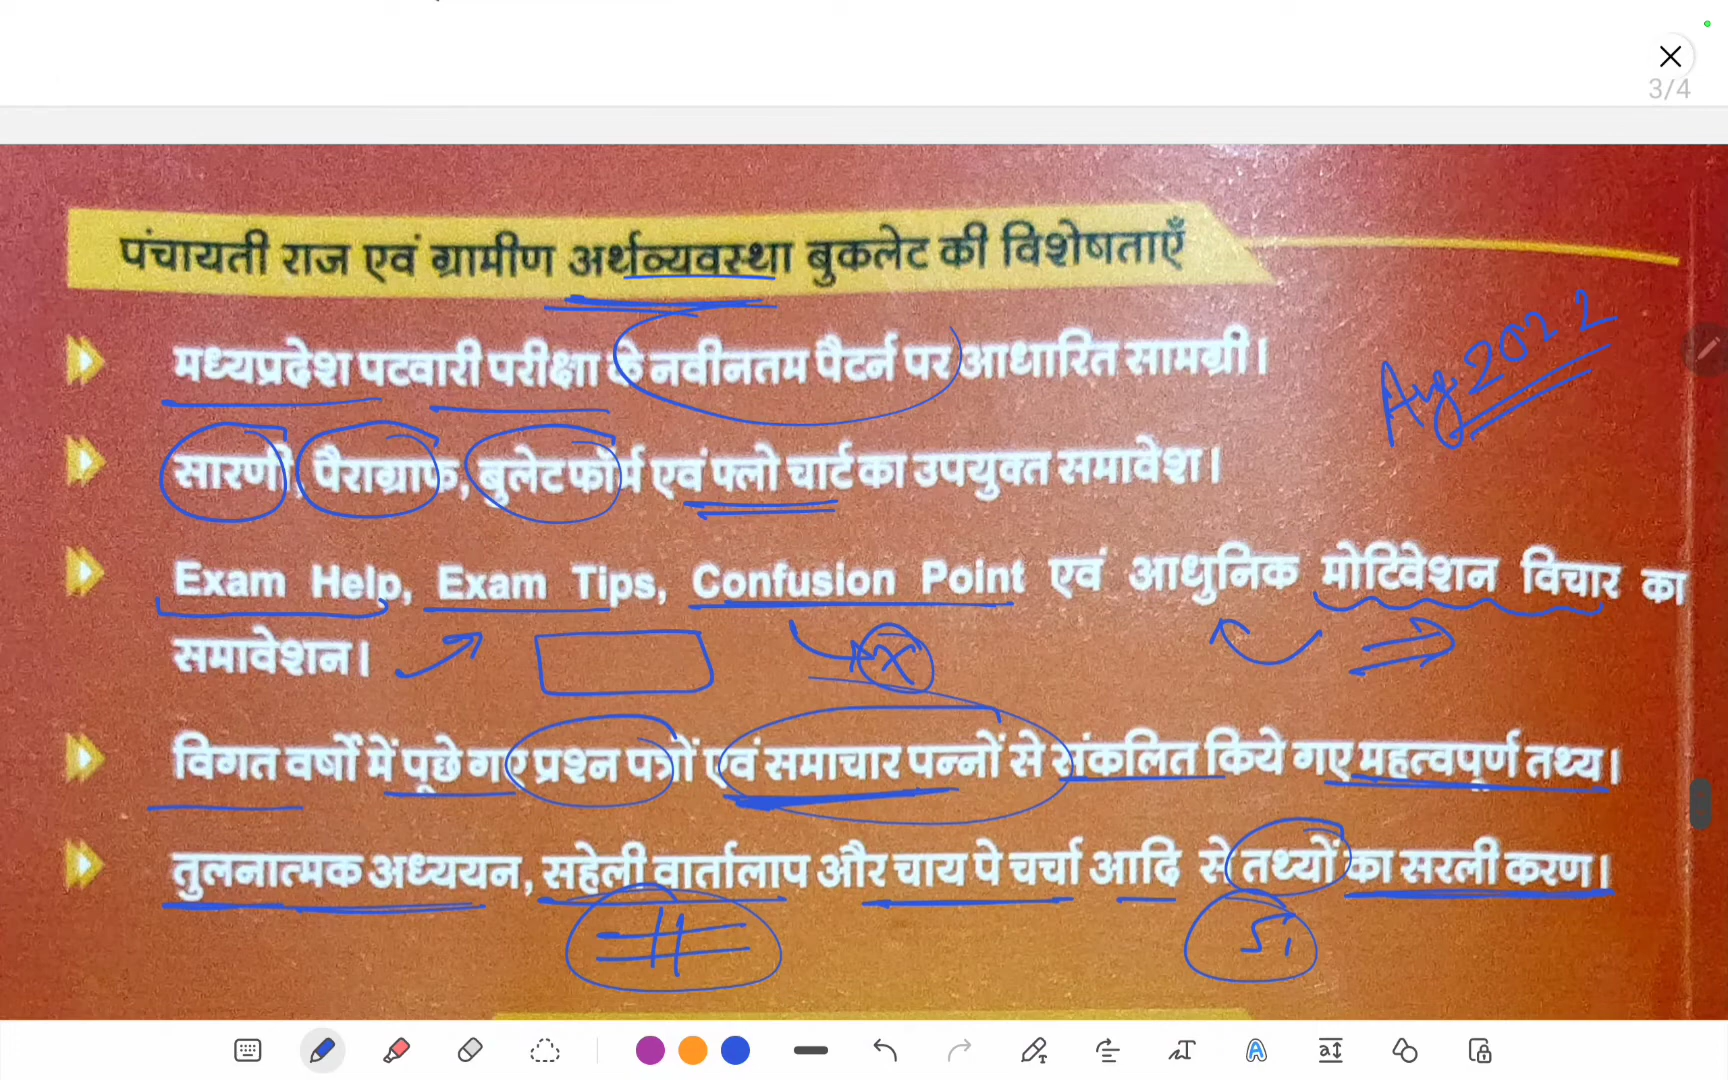 3/4
पंचायती राज एवं ग्रामीण अर्थव्यवस्था बुकलेट की विशेषताएँ
मध्यप्रदेश पटवारी परीक्षा के नवीनतम पैटर्न पर आधारित सामग्री।
Aug 2022
सारणी, पैराग्राफ, बुलेट फॉर्म एवं फ्लो चार्ट का उपयुक्त समावेश।
Exam Help, Exam Tips, Confusion Point एवं आधुनिक मोटिवेशन विचार का
समावेशन।
x
विगत वर्षों में पूछे गए प्रश्न पत्रों एवं समाचार पन्नों से संकलित किये गए महत्वपूर्ण तथ्य।
तुलनात्मक अध्ययन, सहेली वार्तालाप और चाय पे चर्चा आदि से तथ्यों का सरली करण।